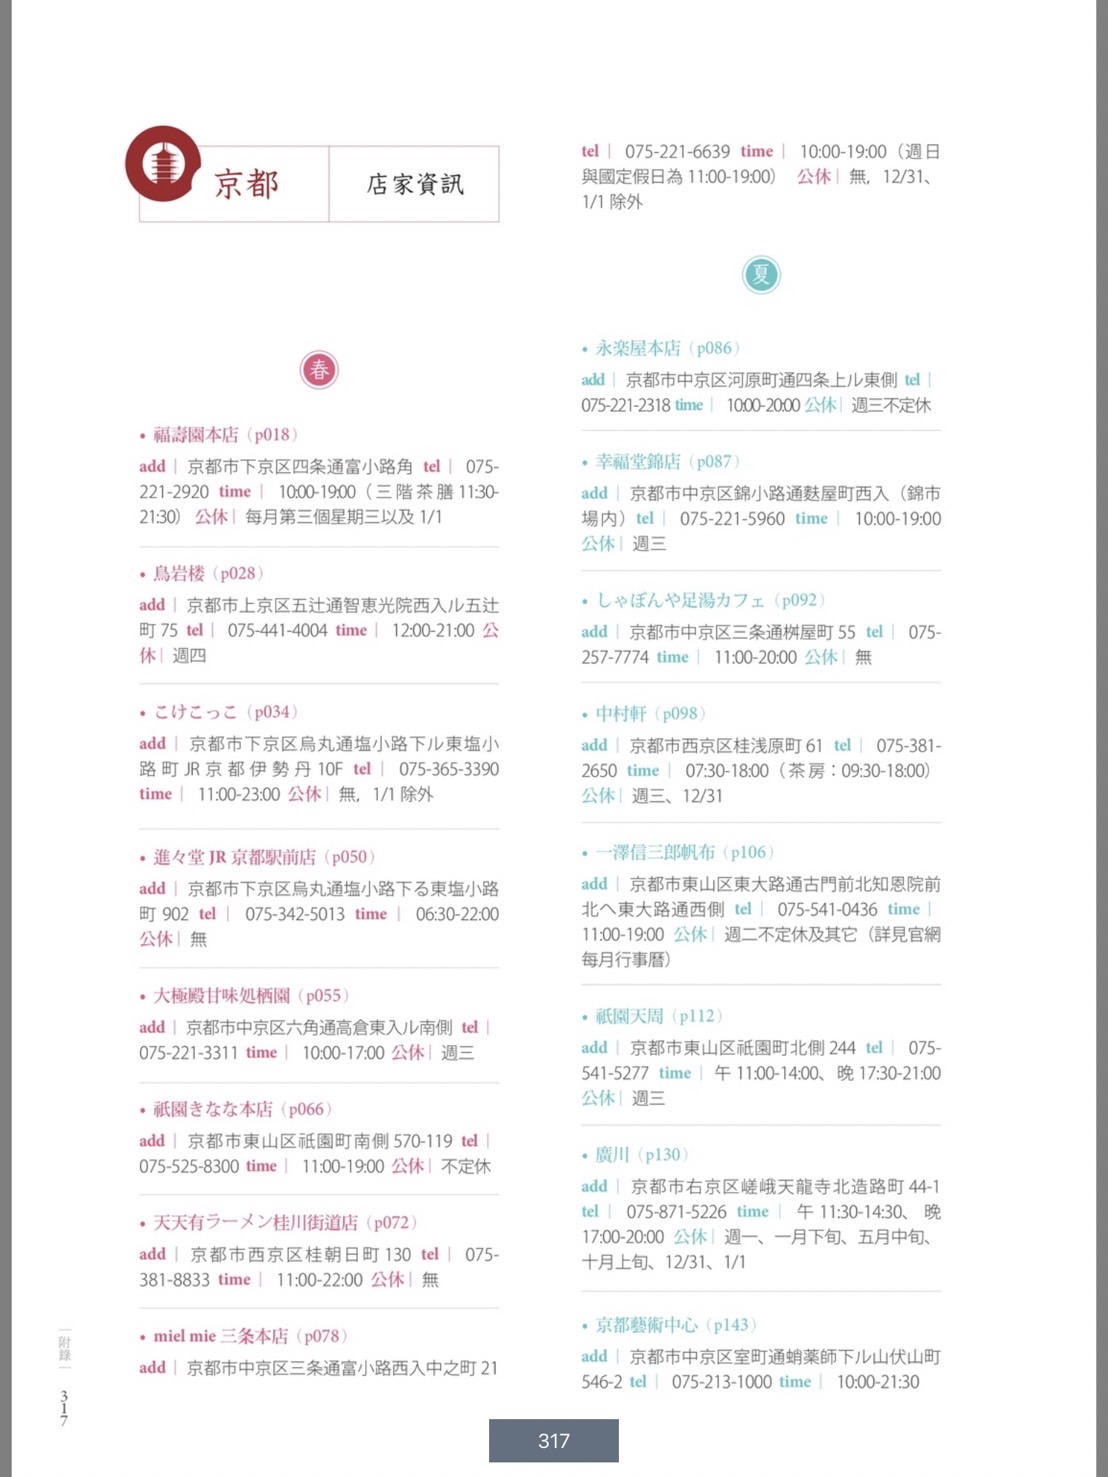 京都
店家資訊
春
• 福壽園本店（p018）
add｜ 京都市下京区四条通富小路角 tel｜ 075-
221-2920 time｜ 10:00-19:00（三階茶膳 11:30-
21:30） 公休｜ 每月第三個星期三以及 1/1
• 鳥岩楼（p028）
add｜ 京都市上京区五辻通智恵光院西入ル五辻
町 75 tel｜ 075-441-4004 time｜ 12:00-21:00 公
休｜ 週四
• こけこっこ（p034）
add｜ 京都市下京区烏丸通塩小路下ル東塩小
路町 JR 京都伊勢丹 10F tel｜ 075-365-3390
time｜ 11:00-23:00 公休｜ 無，1/1 除外
• 進々堂 JR 京都駅前店（p050）
add｜ 京都市下京区烏丸通塩小路下る東塩小路
町 902 tel｜ 075-342-5013 time｜ 06:30-22:00
公休｜ 無
• 大極殿甘味処栖園（p055）
add｜ 京都市中京区六角通高倉東入ル南側 tel｜
075-221-3311 time｜ 10:00-17:00 公休｜ 週三
• 祇園きなな本店（p066）
add｜ 京都市東山区祇園町南側 570-119 tel｜
075-525-8300 time｜ 11:00-19:00 公休｜ 不定休
• 天天有ラーメン桂川街道店（p072）
add｜ 京都市西京区桂朝日町 130 tel｜ 075-
381-8833 time｜ 11:00-22:00 公休｜ 無
• miel mie 三条本店（p078）
add｜ 京都市中京区三条通富小路西入中之町 21
tel｜ 075-221-6639 time｜ 10:00-19:00（週日
與國定假日為 11:00-19:00） 公休｜ 無，12/31、
1/1 除外
夏
• 永楽屋本店（p086）
add｜ 京都市中京区河原町通四条上ル東側 tel｜
075-221-2318 time｜ 10:00-20:00 公休｜ 週三不定休
• 幸福堂錦店（p087）
add｜ 京都市中京区錦小路通麩屋町西入（錦市
場内）tel｜ 075-221-5960 time｜ 10:00-19:00
公休｜ 週三
• しゃぼんや足湯カフェ（p092）
add｜ 京都市中京区三条通桝屋町 55 tel｜ 075-
257-7774 time｜ 11:00-20:00 公休｜ 無
• 中村軒（p098）
add｜ 京都市西京区桂浅原町 61 tel｜ 075-381-
2650 time｜ 07:30-18:00（茶房：09:30-18:00）
公休｜ 週三、12/31
• 一澤信三郎帆布（p106）
add｜ 京都市東山区東大路通古門前北知恩院前
北へ東大路通西側 tel｜ 075-541-0436 time｜
11:00-19:00 公休｜ 週二不定休及其它（詳見官網
每月行事曆）
• 祇園天周（p112）
add｜ 京都市東山区祇園町北側 244 tel｜ 075-
541-5277 time｜ 午 11:00-14:00、晚 17:30-21:00
公休｜ 週三
• 廣川（p130）
add｜ 京都市右京区嵯峨天龍寺北造路町 44-1
tel｜ 075-871-5226 time｜ 午 11:30-14:30、晚
17:00-20:00 公休｜ 週一、一月下旬、五月中旬、
十月上旬、12/31、1/1
• 京都藝術中心（p143）
add｜ 京都市中京区室町通蛸薬師下ル山伏山町
546-2 tel｜ 075-213-1000 time｜ 10:00-21:30
｜附錄｜
317
317